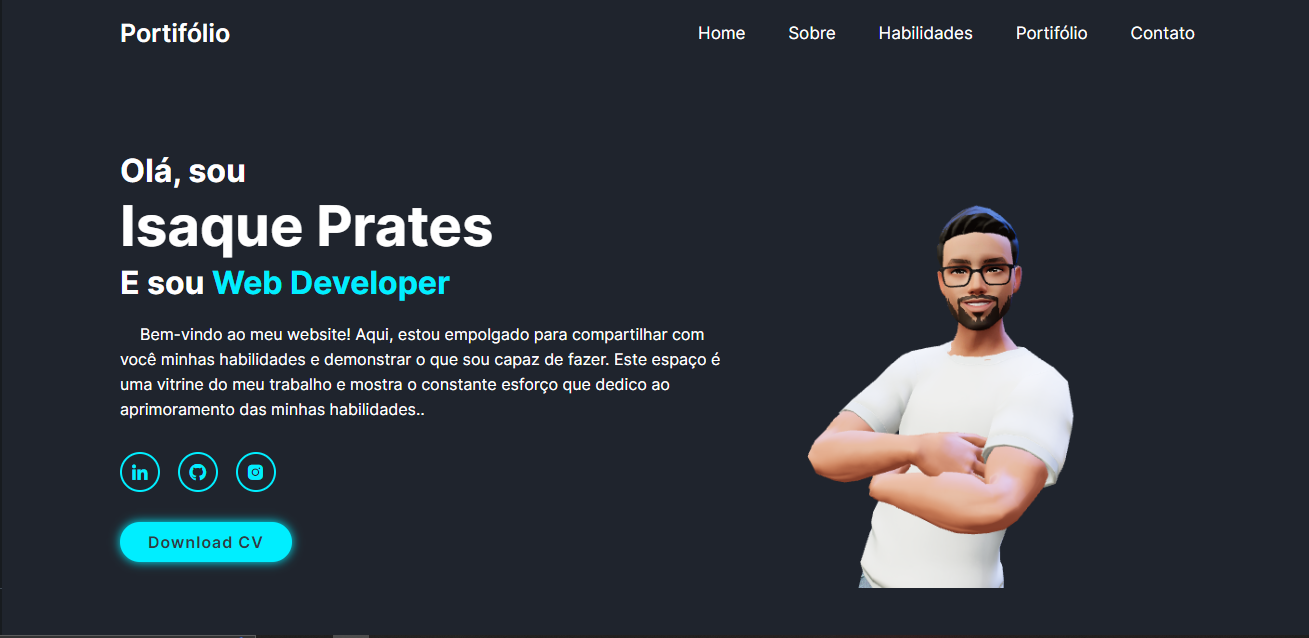 Portifólio
Home Sobre Habilidades Portifólio Contato
Olá, sou
Isaque Prates
E sou Web Developer
Bem-vindo ao meu website! Aqui, estou empolgado para compartilhar com
você minhas habilidades e demonstrar o que sou capaz de fazer. Este espaço é
uma vitrine do meu trabalho e mostra o constante esforço que dedico ao
aprimoramento das minhas habilidades..
in
Download CV